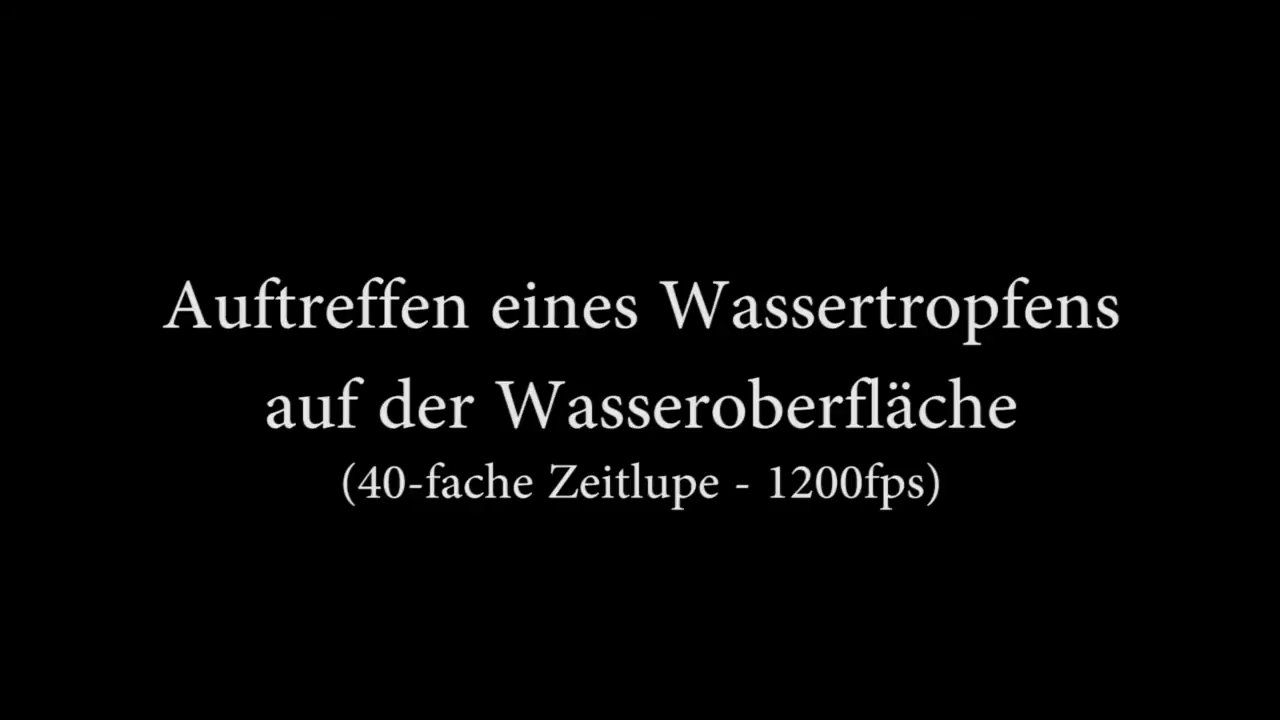 Auftreffen eines Wassertropfens
auf der Wasseroberfläche
(40-fache Zeitlupe - 1200fps)